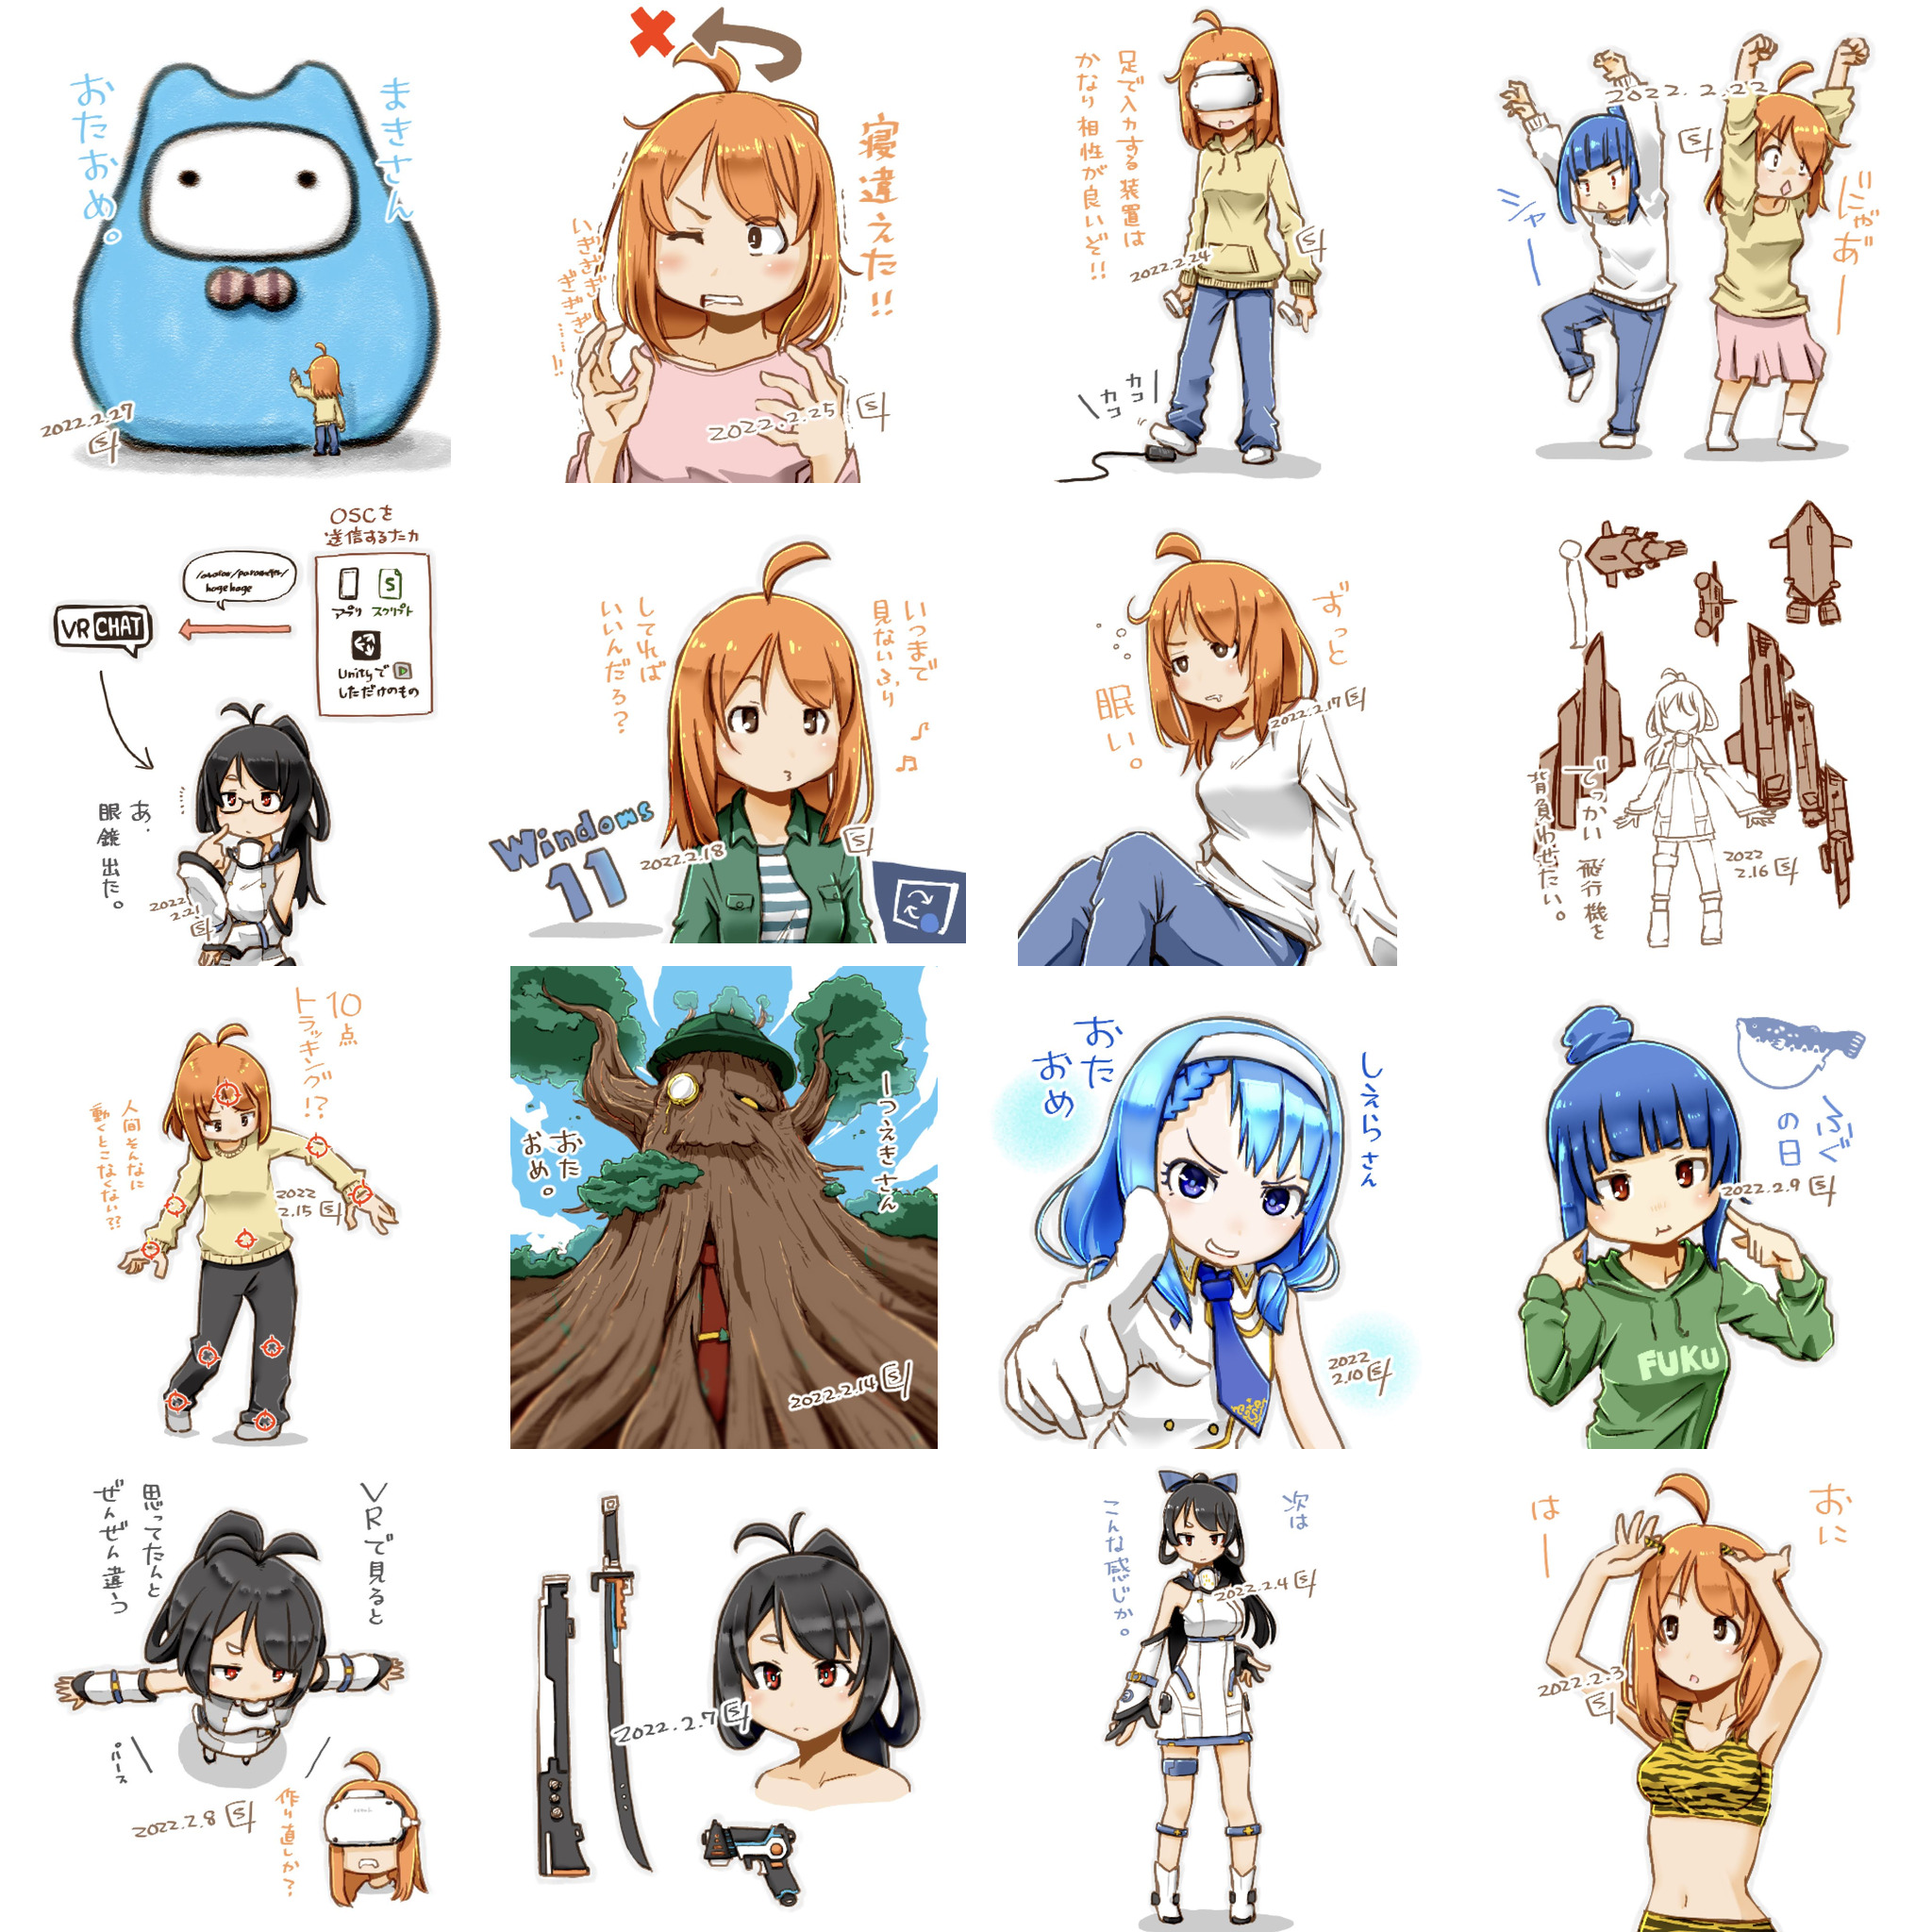 まきさん
おたおめ。
2022.2.27
寝違えた!!
いぎぎぎ
ぎぎぎ……!!
2022.2.25
足で入力する装置は
かなり相性が良いぞ!!
2022.2.24
カコ
カコ
2022.2.22
シャー
にゃあ゛ー
OSCを
送信するナニカ
/avatar/parameters/
hogehoge
アプリ
スクリプト
S
Unityで
しただけのもの
VRCHAT
あ、
眼鏡出た。
2022.
2.21
いつまで
見ないふり
してれば
いいんだろ?
Windows
11
2022.2.18
ずっと
眠い。
2022.2.17
でっかい飛行機を
背負わせたい。
2022
2.16
10点
トラッキング!?
人間そんなに
動くとこなくない??
2022
2.15
ーつえきさん
おた
おめ。
2022.2.14
しえらさん
おた
おめ
2022
2.10
ふぐ
の日
2022.2.9
FUKU
VRで見ると
思ってたんと
ぜんぜん違う
パース
2022.2.8
作り直しか?
2022.2.7
次は
こんな感じか。
2022.2.4
おに
はー
2022.2.3